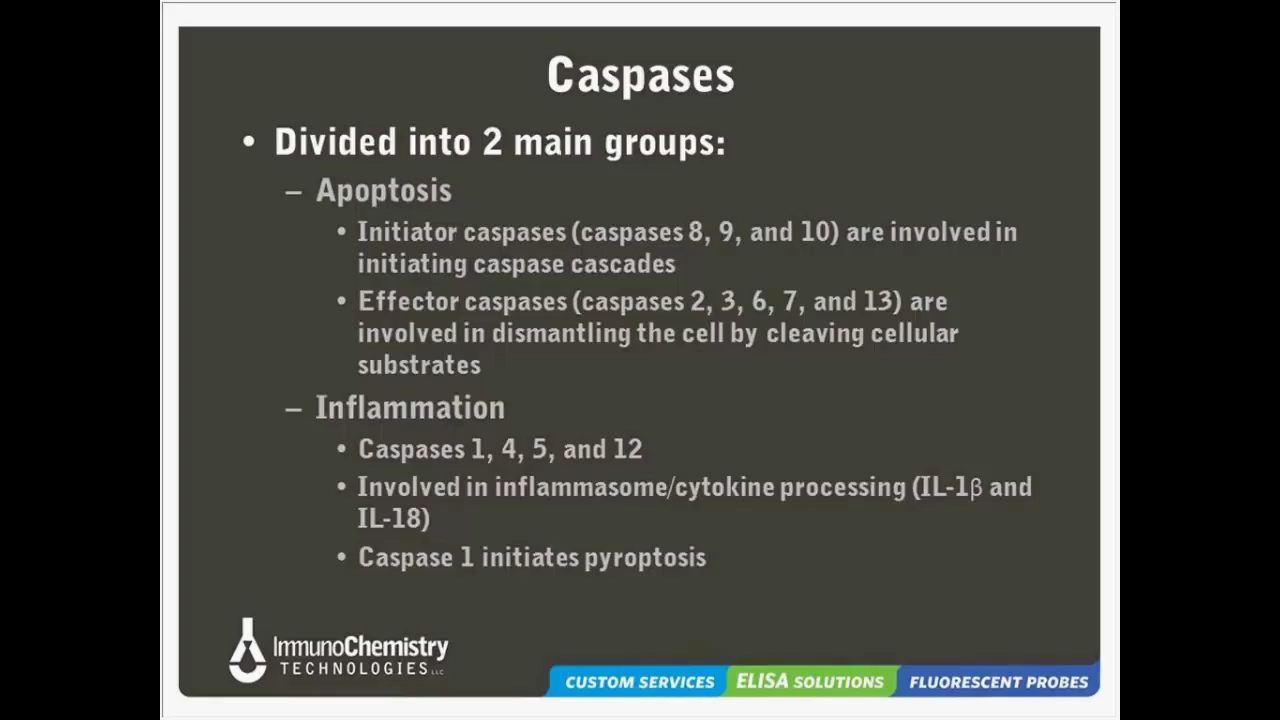 Caspases
• Divided into 2 main groups:
– Apoptosis
• Initiator caspases (caspases 8, 9, and 10) are involved in
initiating caspase cascades
• Effector caspases (caspases 2, 3, 6, 7, and 13) are
involved in dismantling the cell by cleaving cellular
substrates
– Inflammation
• Caspases 1, 4, 5, and 12
• Involved in inflammasome/cytokine processing (IL-1β and
IL-18)
• Caspase 1 initiates pyroptosis
ImmunoChemistry
TECHNOLOGIES LLC
CUSTOM SERVICES ELISA SOLUTIONS FLUORESCENT PROBES